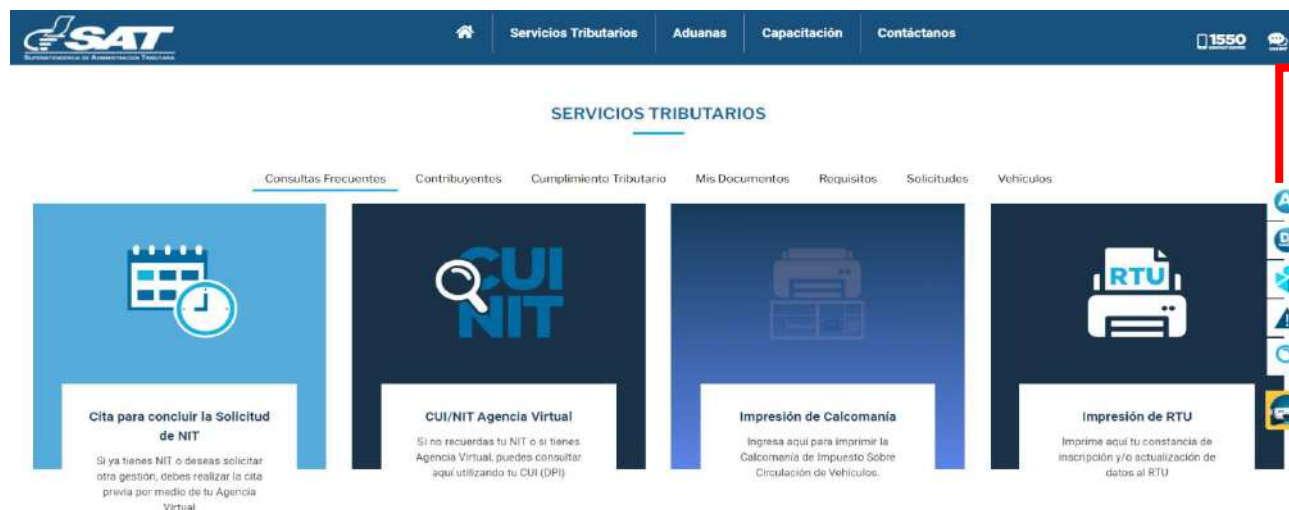 SAT
SUPERINTENDENCIA DE ADMINISTRACIÓN TRIBUTARIA
Servicios Tributarios
Aduanas
Capacitación
Contáctanos
1550
SERVICIOS TRIBUTARIOS
Consultas Frecuentes
Contribuyentes
Cumplimiento Tributario
Mis Documentos
Requisitos
Solicitudes
Vehículos
CUI
NIT
RTU
Cita para concluir la Solicitud
de NIT
Si ya tienes NIT o deseas solicitar
otra gestión, debes realizar la cita
previa por medio de tu Agencia
Virtual
CUI/NIT Agencia Virtual
Si no recuerdas tu NIT o si tienes
Agencia Virtual, puedes consultar
aquí utilizando tu CUI (DPI)
Impresión de Calcomanía
Ingresa aquí para imprimir la
Calcomanía de Impuesto Sobre
Circulación de Vehículos.
Impresión de RTU
Imprime aquí tu constancia de
inscripción y/o actualización de
datos al RTU